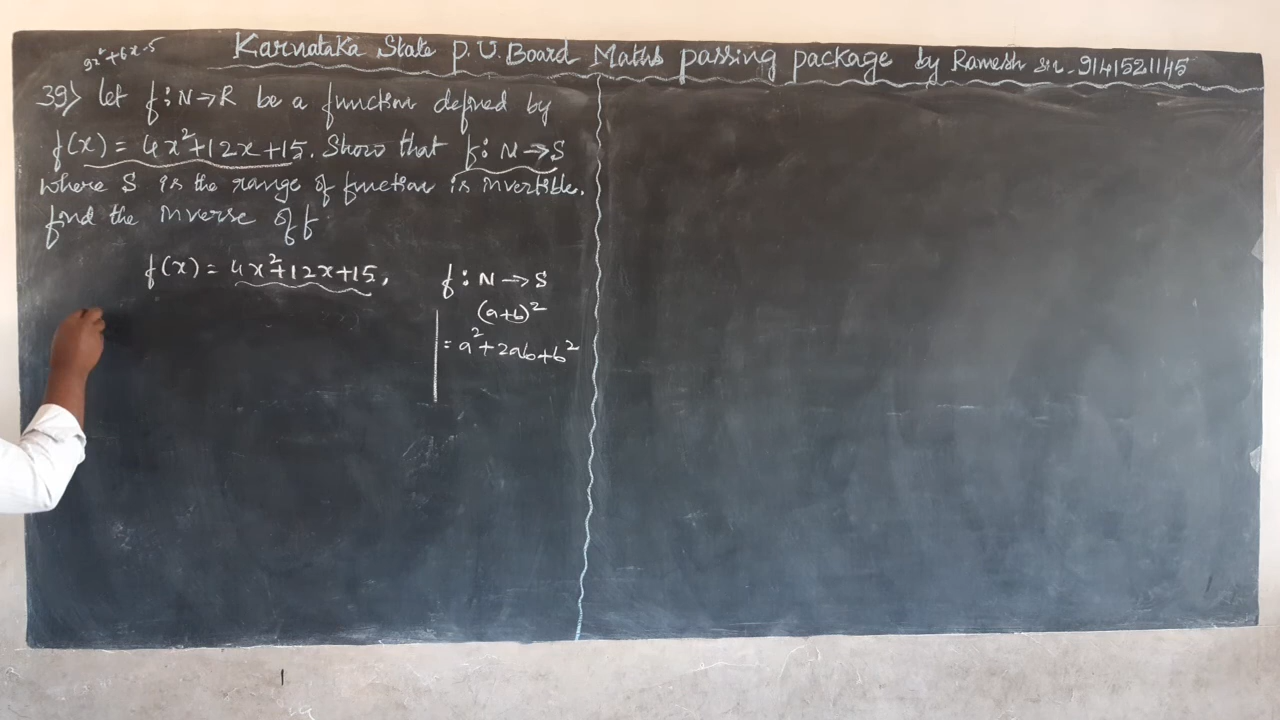 Karnataka State P.U. Board Maths passing package by Ramesh sir - 9141521145
9x²+6x-5
39) Let f : N→R be a function defined by
f(x) = 4x²+12x+15. Show that f: N→S
where S is the range of function is invertible.
find the inverse of f
f(x) = 4x²+12x+15, f : N→S
(a+b)²
= a²+2ab+b²